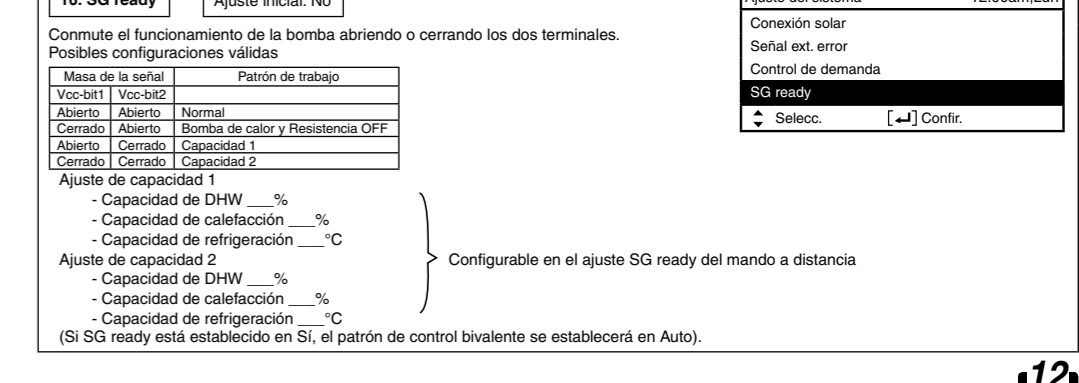 16. SG ready
Ajuste inicial: No
Conmute el funcionamiento de la bomba abriendo o cerrando los dos terminales.
Posibles configuraciones válidas
Masa de la señal Patrón de trabajo
Vcc-bit1 Vcc-bit2
Abierto Abierto Normal
Cerrado Abierto Bomba de calor y Resistencia OFF
Abierto Cerrado Capacidad 1
Cerrado Cerrado Capacidad 2
Ajuste de capacidad 1
- Capacidad de DHW ___%
- Capacidad de calefacción ___%
- Capacidad de refrigeración ___°C
Ajuste de capacidad 2
- Capacidad de DHW ___%
- Capacidad de calefacción ___%
- Capacidad de refrigeración ___°C
Configurable en el ajuste SG ready del mando a distancia
(Si SG ready está establecido en Sí, el patrón de control bivalente se establecerá en Auto).
Ajuste del sistema 12:00am,Lun
Conexión solar
Señal ext. error
Control de demanda
SG ready
Selecc. [↵] Confir.
12